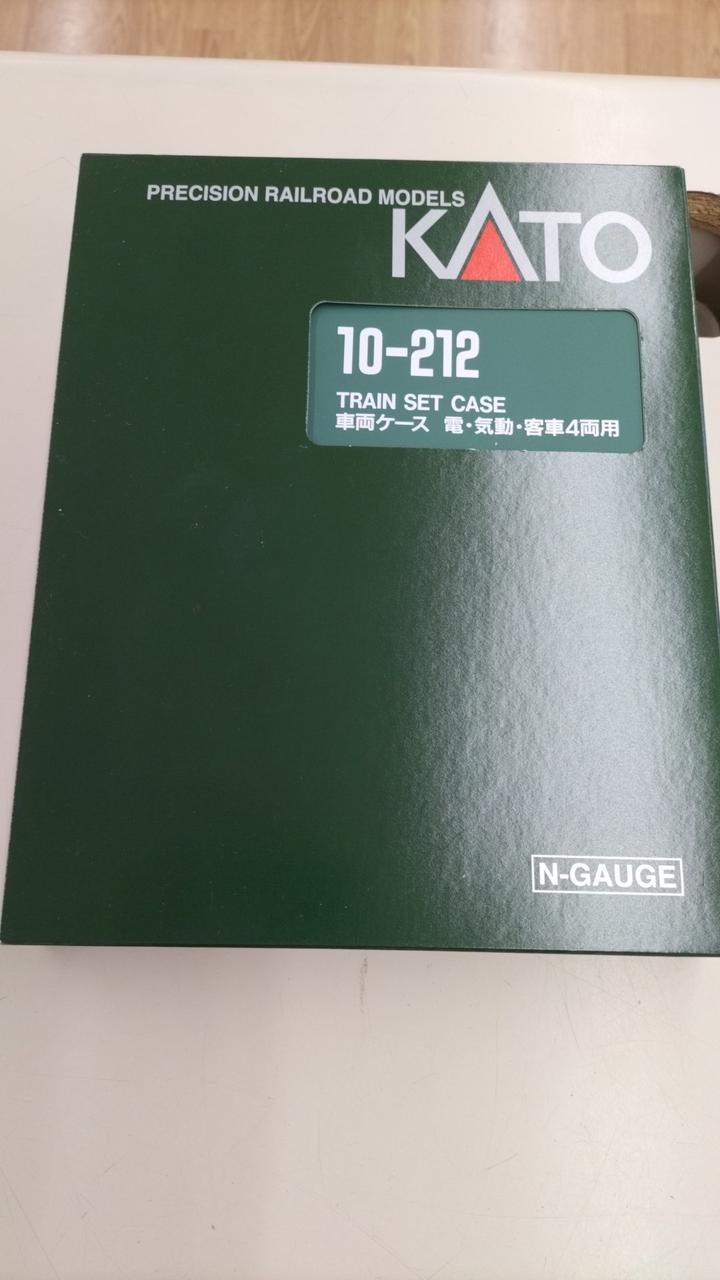 PRECISION RAILROAD MODELS
KATO
10-212
TRAIN SET CASE
車両ケース 電・気動・客車4両用
N-GAUGE